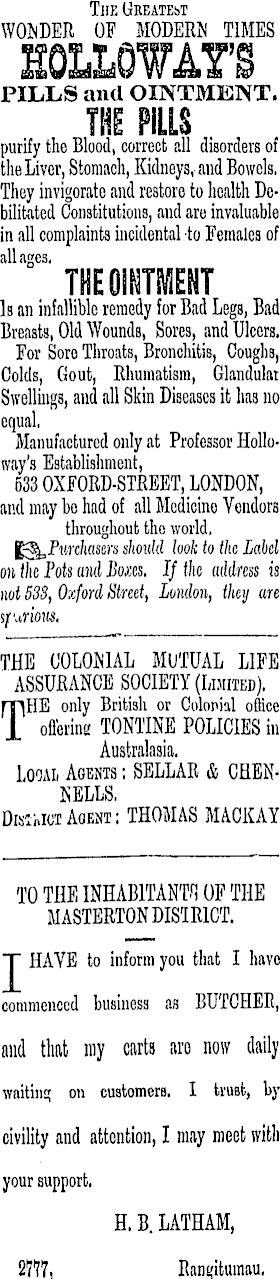 THE GREATEST
WONDER OF MODERN TIMES
HOLLOWAY'S
PILLS and OINTMENT.
THE PILLS
purify the Blood, correct all disorders of
the Liver, Stomach, Kidneys, and Bowels.
They invigorate and restore to health De-
bilitated Constitutions, and are invaluable
in all complaints incidental to Females of
all ages.
THE OINTMENT
Is an infallible remedy for Bad Legs, Bad
Breasts, Old Wounds, Sores, and Ulcers.
For Sore Throats, Bronchitis, Coughs,
Colds, Gout, Rhumatism, Glandular
Swellings, and all Skin Diseases it has no
equal.
Manufactured only at Professor Hollo-
way's Establishment,
533 OXFORD-STREET, LONDON,
and may be had of all Medicine Vendors
throughout the world.
Purchasers should look to the Label
on the Pots and Boxes. If the address is
not 533, Oxford Street, London, they are
spurious.
THE COLONIAL MUTUAL LIFE
ASSURANCE SOCIETY (LIMITED).
THE only British or Colonial office
offering TONTINE POLICIES in
Australasia.
LOCAL AGENTS: SELLAR & CHEN-
NELLS.
DISTRICT AGENT: THOMAS MACKAY
TO THE INHABITANTS OF THE
MASTERTON DISTRICT.
I HAVE to inform you that I have
commenced business as BUTCHER,
and that my carts are now daily
waiting on customers. I trust, by
civility and attention, I may meet with
your support.
H. B. LATHAM,
2777, Rangitumau.